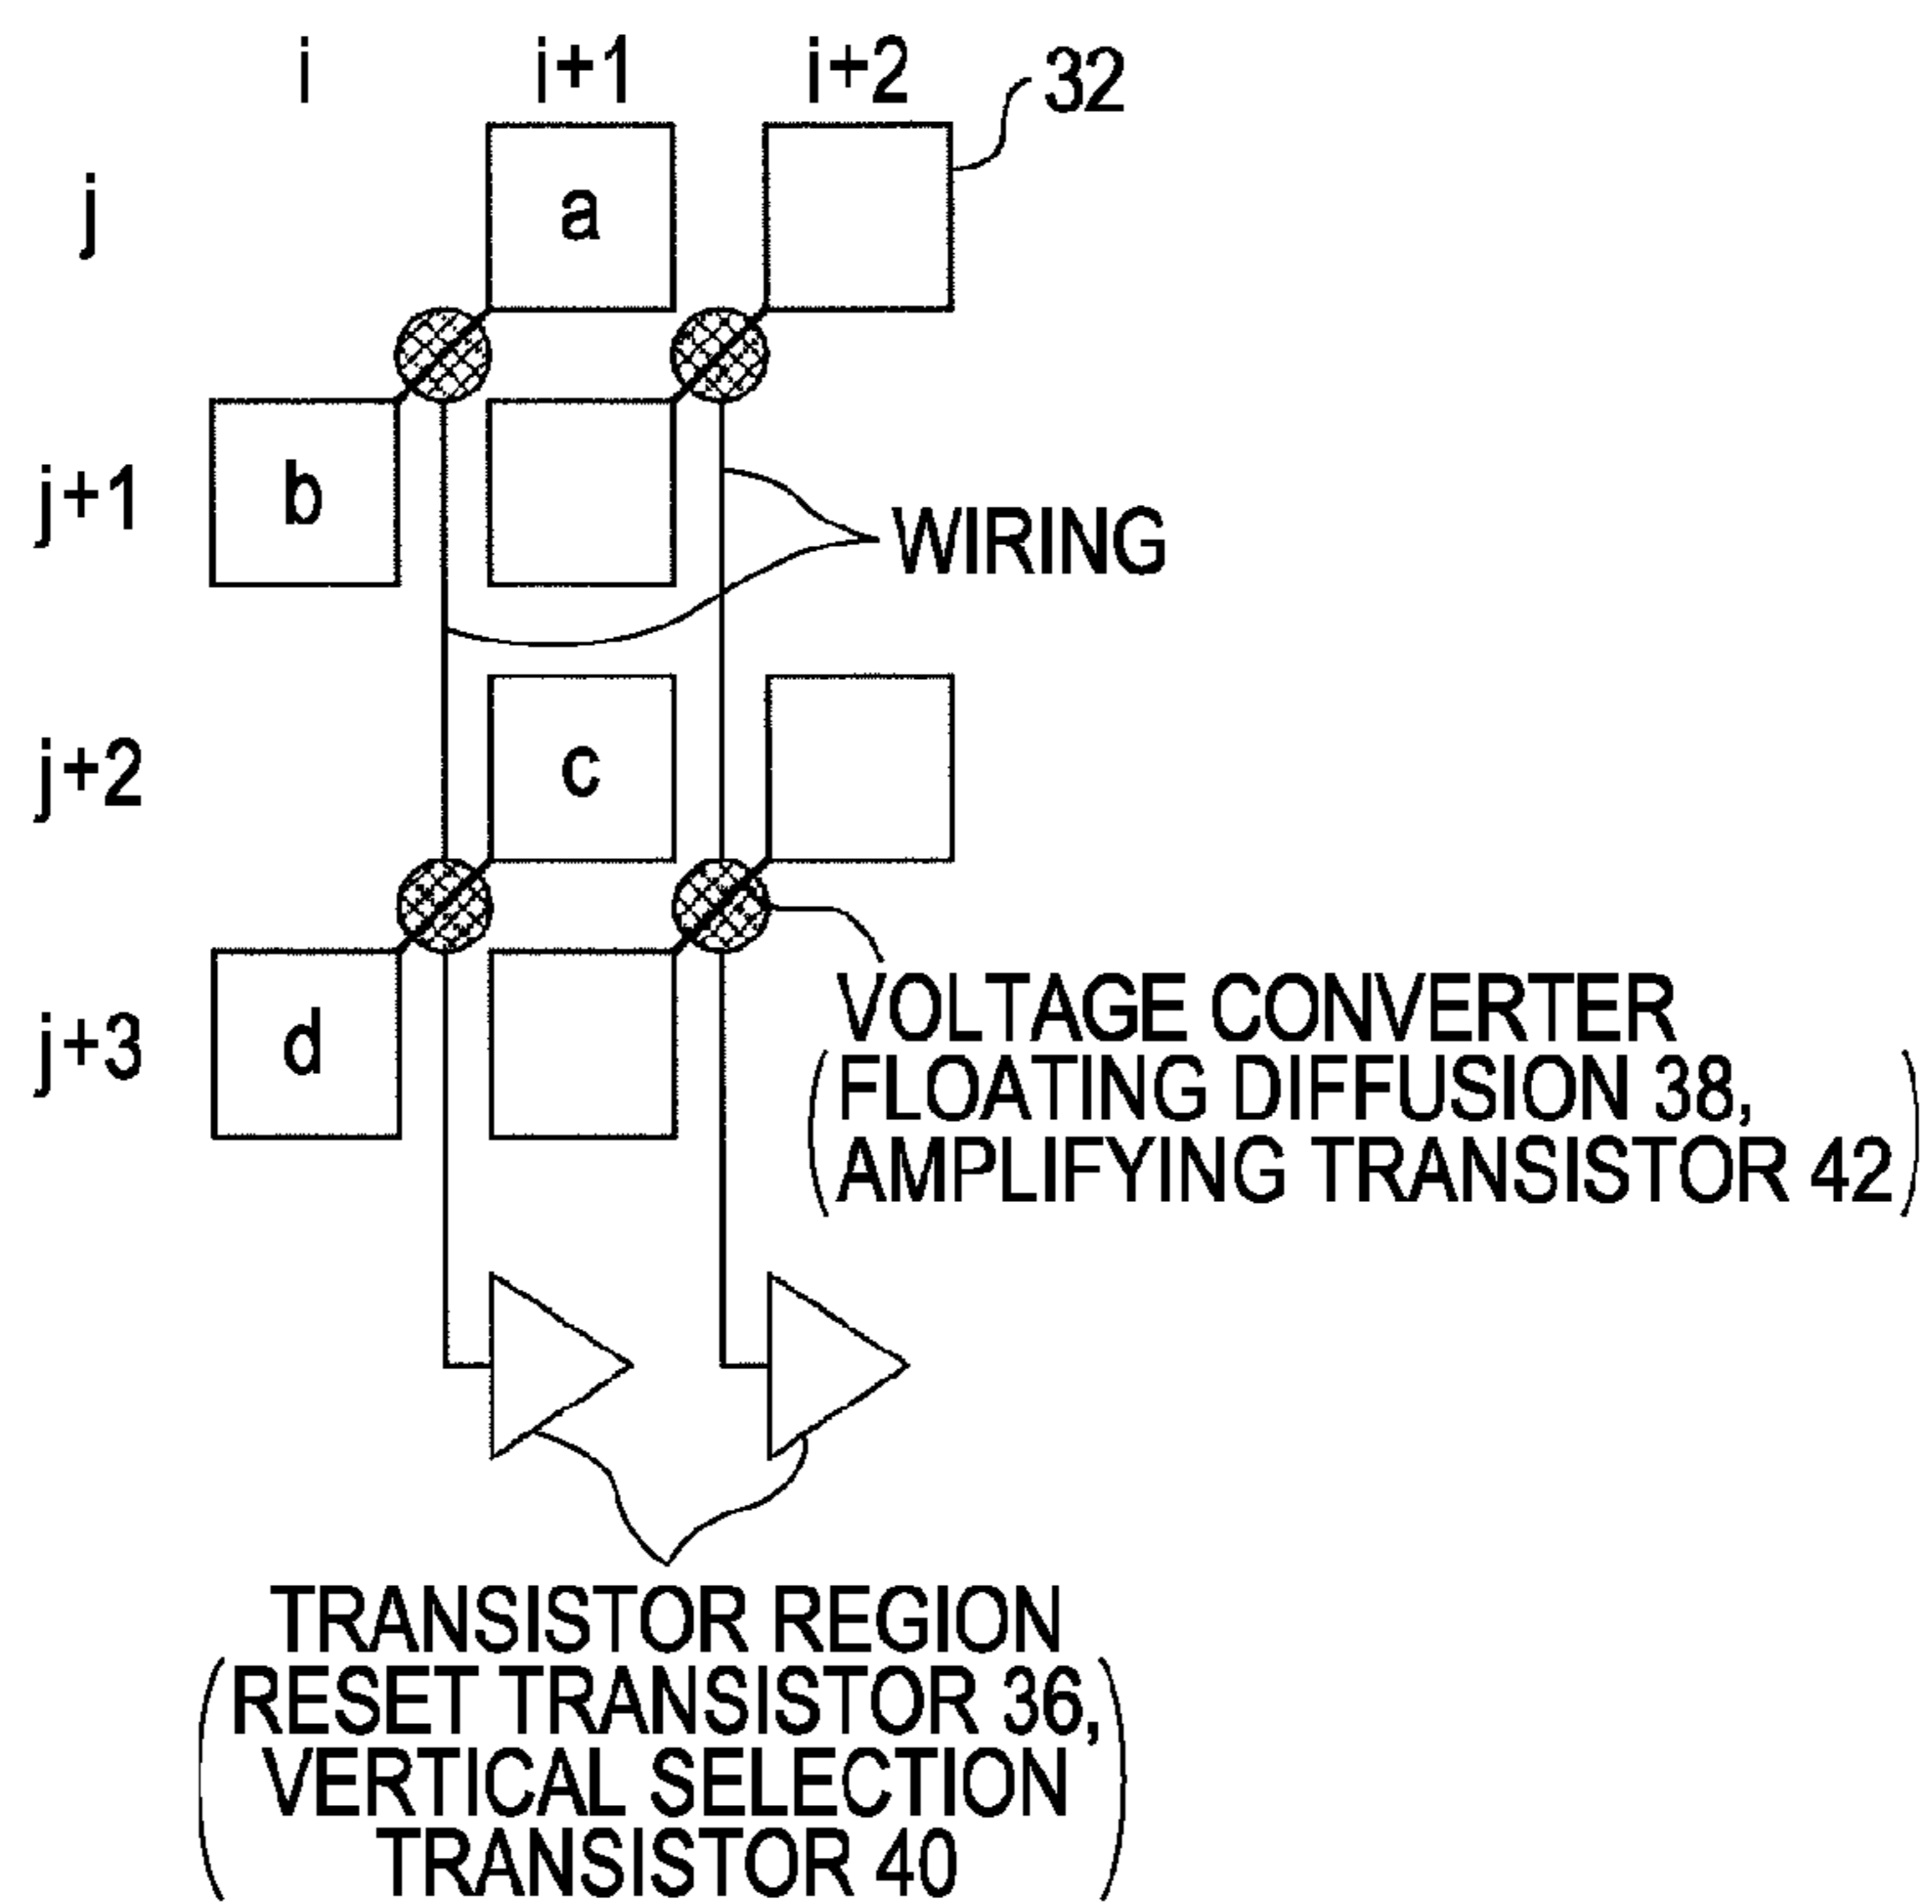 i i+1 i+2 32
j a
j+1 b
WIRING
j+2 c
j+3 d
VOLTAGE CONVERTER
(FLOATING DIFFUSION 38,
AMPLIFYING TRANSISTOR 42)
TRANSISTOR REGION
(RESET TRANSISTOR 36,
VERTICAL SELECTION
TRANSISTOR 40)